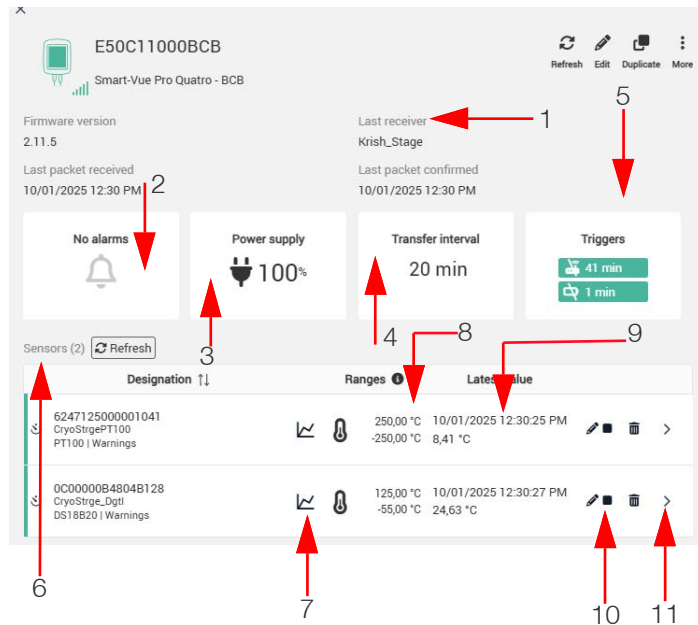 E50C11000BCB
Smart-Vue Pro Quatro - BCB
Refresh Edit Duplicate More
5
Firmware version
2.11.5
Last receiver
1
Krish_Stage
Last packet received
10/01/2025 12:30 PM
2
Last packet confirmed
10/01/2025 12:30 PM
No alarms
Power supply
100%
Transfer interval
20 min
Triggers
41 min
1 min
3
4
8
9
Sensors (2) Refresh
Designation ↑↓ Ranges Latest value
6247125000001041
CryoStrgePT100
PT100 | Warnings
250,00 °C
-250,00 °C
10/01/2025 12:30:25 PM
8,41 °C
0C00000B4804B128
CryoStrge_Dgtl
DS18B20 | Warnings
125,00 °C
-55,00 °C
10/01/2025 12:30:27 PM
24,63 °C
6
7
10
11